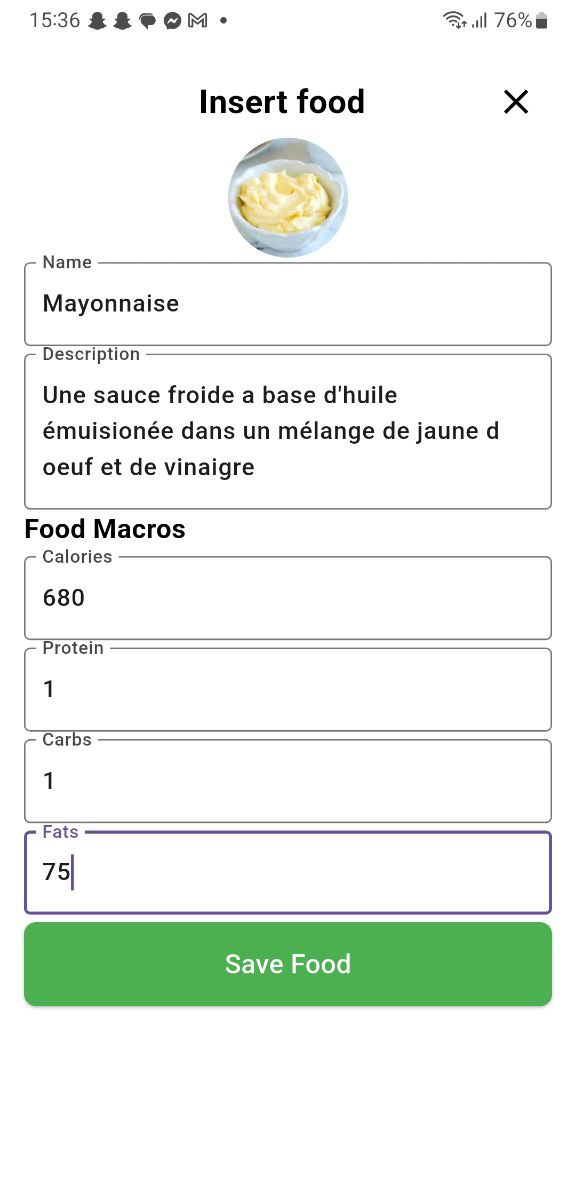 15:36
76%
Insert food
Name
Mayonnaise
Description
Une sauce froide a base d'huile
émuisionée dans un mélange de jaune d
oeuf et de vinaigre
Food Macros
Calories
680
Protein
1
Carbs
1
Fats
75
Save Food